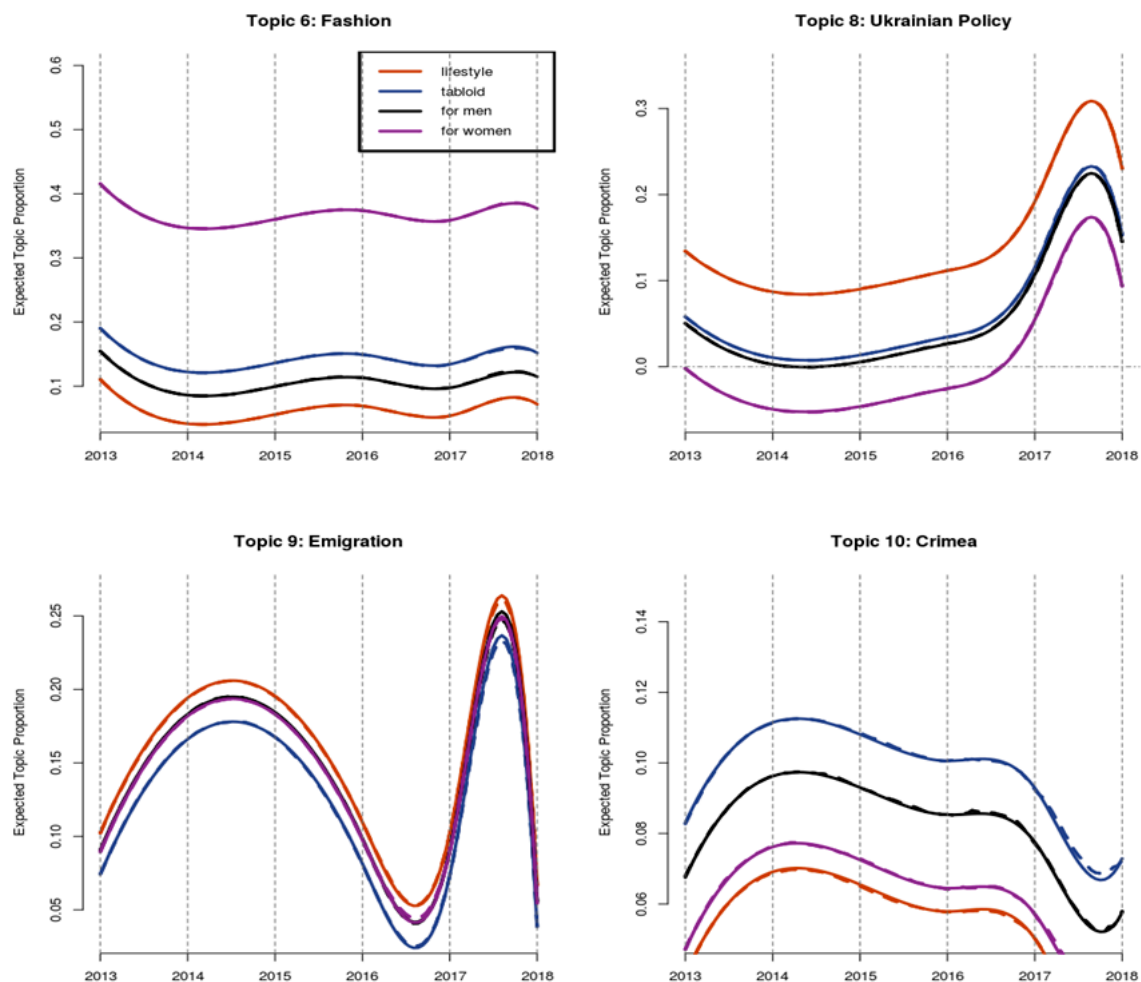 Topic 6: Fashion
Expected Topic Proportion
0.6
0.5
0.4
0.3
0.2
0.1
lifestyle
tabloid
for men
for women
2013 2014 2015 2016 2017 2018
Topic 8: Ukrainian Policy
Expected Topic Proportion
0.3
0.2
0.1
0.0
2013 2014 2015 2016 2017 2018
Topic 9: Emigration
Expected Topic Proportion
0.25
0.20
0.15
0.10
0.05
2013 2014 2015 2016 2017 2018
Topic 10: Crimea
Expected Topic Proportion
0.14
0.12
0.10
0.08
0.06
2013 2014 2015 2016 2017 2018